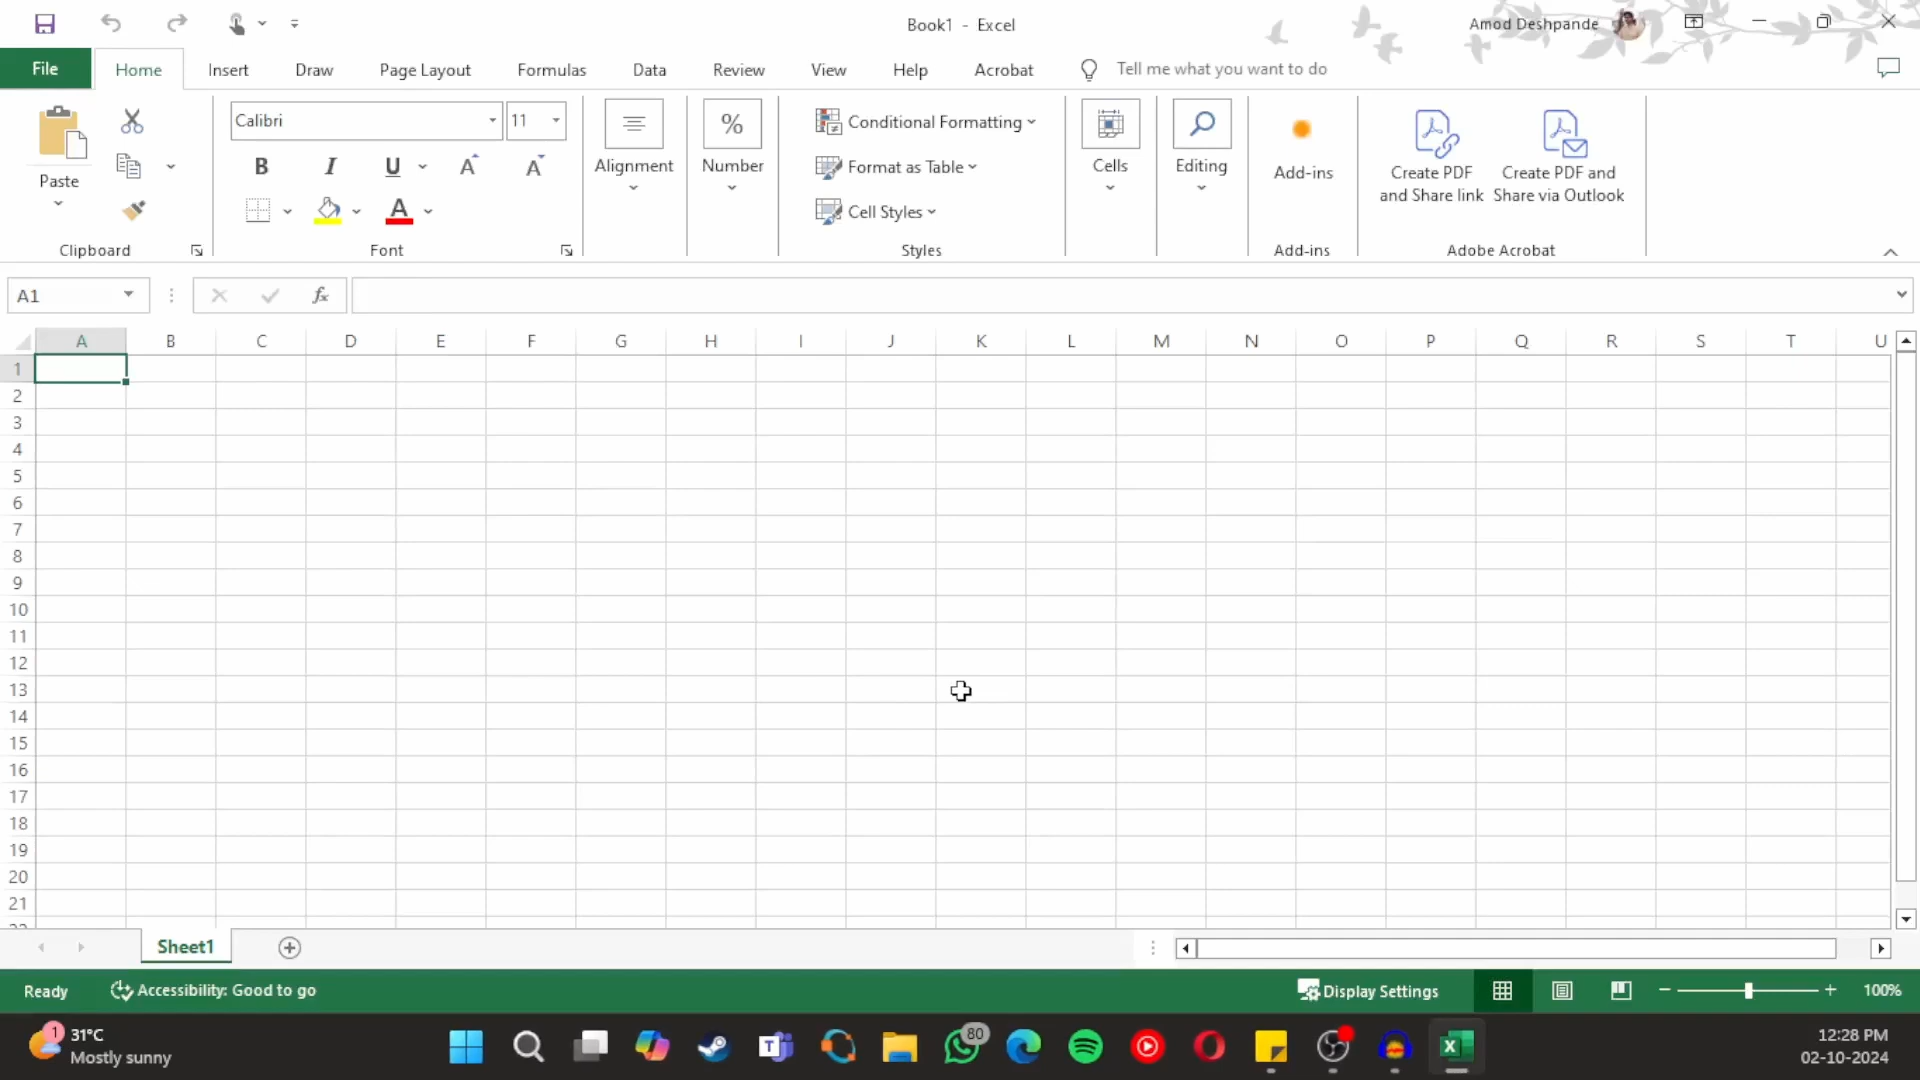 Book1 - Excel
Amod Deshpande
File
Home
Insert
Draw
Page Layout
Formulas
Data
Review
View
Help
Acrobat
Tell me what you want to do
Paste
Clipboard
Calibri
11
B
I
U
A
A
A
Font
Alignment
%
Number
Conditional Formatting
Format as Table
Cell Styles
Styles
Cells
Editing
Add-ins
Add-ins
Create PDF
and Share link
Create PDF and
Share via Outlook
Adobe Acrobat
A1
fx
A B C D E F G H I J K L M N O P Q R S T U
1
2
3
4
5
6
7
8
9
10
11
12
13
14
15
16
17
18
19
20
21
Sheet1
Ready
Accessibility: Good to go
Display Settings
100%
1
31°C
Mostly sunny
80
12:28 PM
02-10-2024